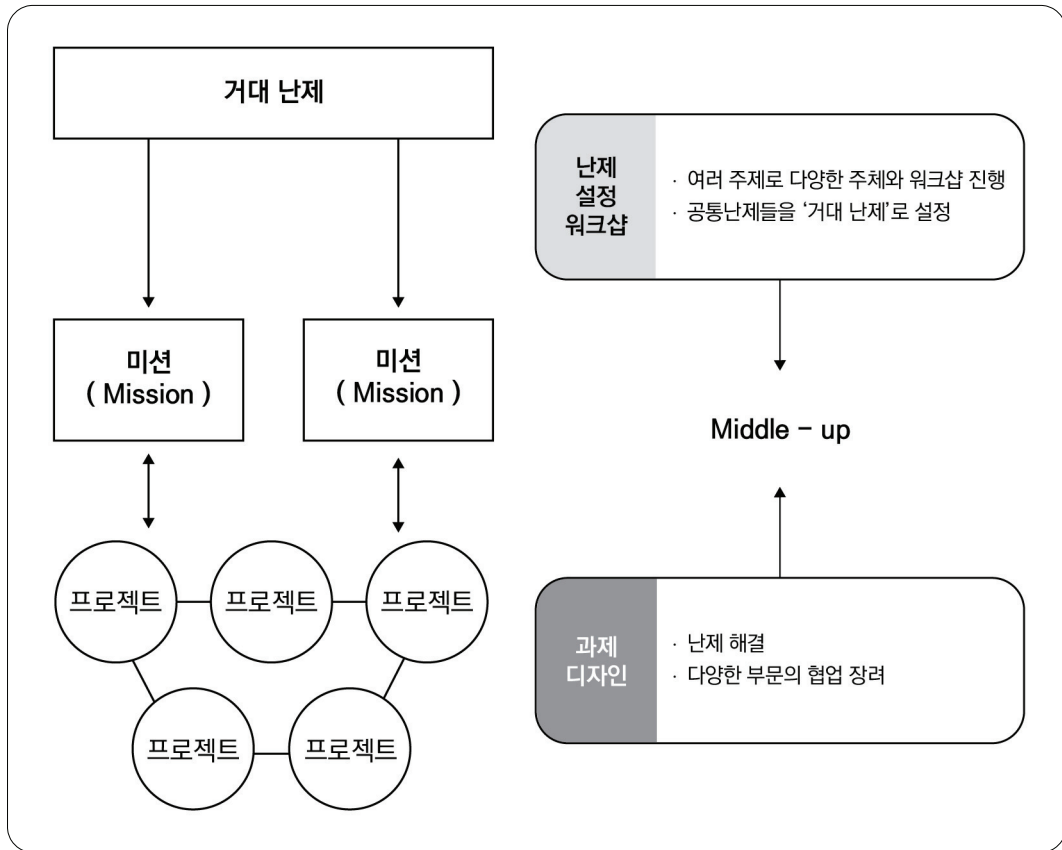 거대 난제
미션
( Mission )
미션
( Mission )
프로젝트
프로젝트
프로젝트
프로젝트
프로젝트
난제
설정
워크샵
· 여러 주제로 다양한 주체와 워크샵 진행
· 공통난제들을 ‘거대 난제’로 설정
Middle - up
과제
디자인
· 난제 해결
· 다양한 부문의 협업 장려